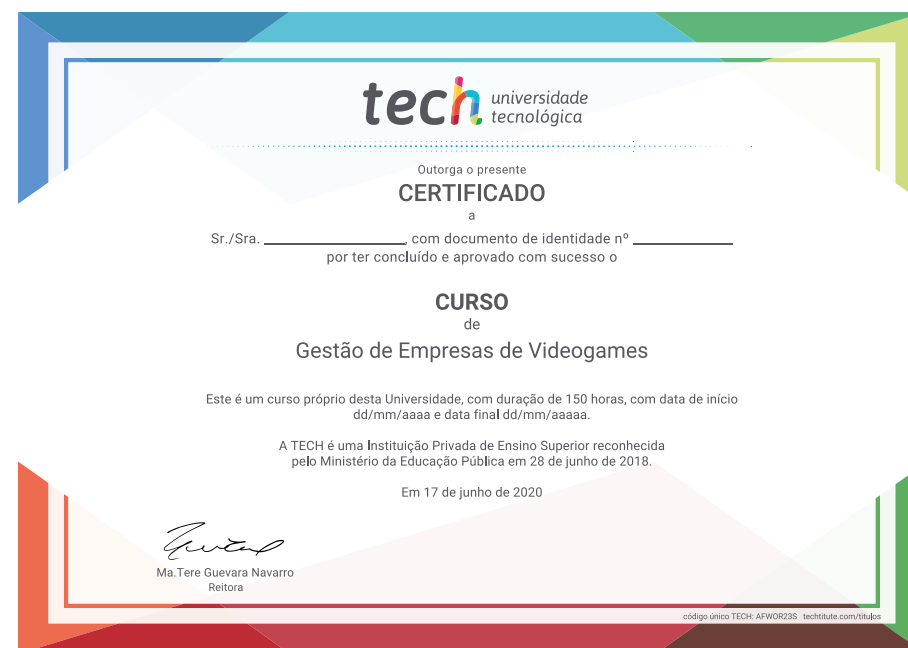 tech universidade
tecnológica
Outorga o presente
CERTIFICADO
a
Sr./Sra. ________________, com documento de identidade nº ____________
por ter concluído e aprovado com sucesso o
CURSO
de
Gestão de Empresas de Videogames
Este é um curso próprio desta Universidade, com duração de 150 horas, com data de início
dd/mm/aaaa e data final dd/mm/aaaaa.
A TECH é uma Instituição Privada de Ensino Superior reconhecida
pelo Ministério da Educação Pública em 28 de junho de 2018.
Em 17 de junho de 2020
Ma.Tere Guevara Navarro
Reitora
código único TECH: AFWOR23S techtitute.com/titulos